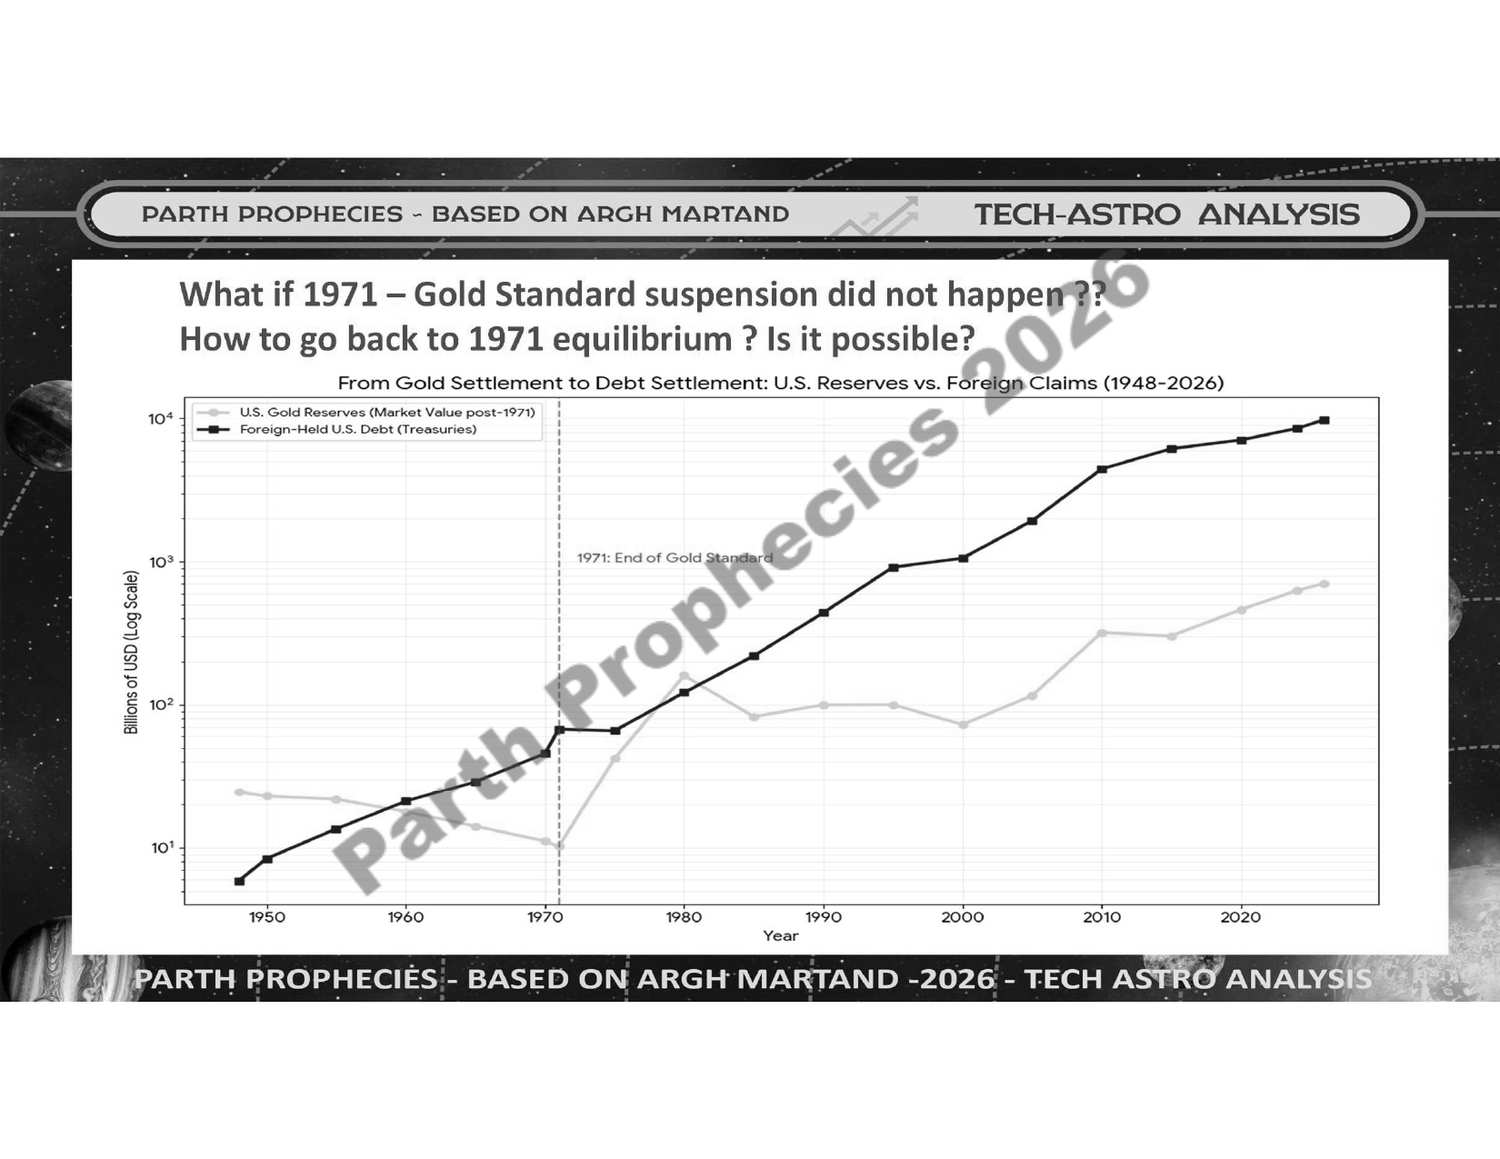 PARTH PROPHECIES ~ BASED ON ARGH MARTAND
TECH-ASTRO ANALYSIS
What if 1971 – Gold Standard suspension did not happen ??
How to go back to 1971 equilibrium ? Is it possible?
From Gold Settlement to Debt Settlement: U.S. Reserves vs. Foreign Claims (1948-2026)
U.S. Gold Reserves (Market Value post-1971)
Foreign-Held U.S. Debt (Treasuries)
1971: End of Gold Standard
Billions of USD (Log Scale)
10⁴
10³
10²
10¹
1950 1960 1970 1980 1990 2000 2010 2020
Year
Parth Prophecies 2026
PARTH PROPHECIES - BASED ON ARGH MARTAND -2026 - TECH ASTRO ANALYSIS